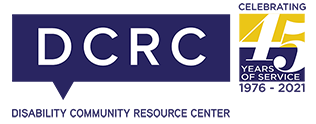 DCRC
DISABILITY COMMUNITY RESOURCE CENTER
CELEBRATING
45
YEARS
OF SERVICE
1976 - 2021